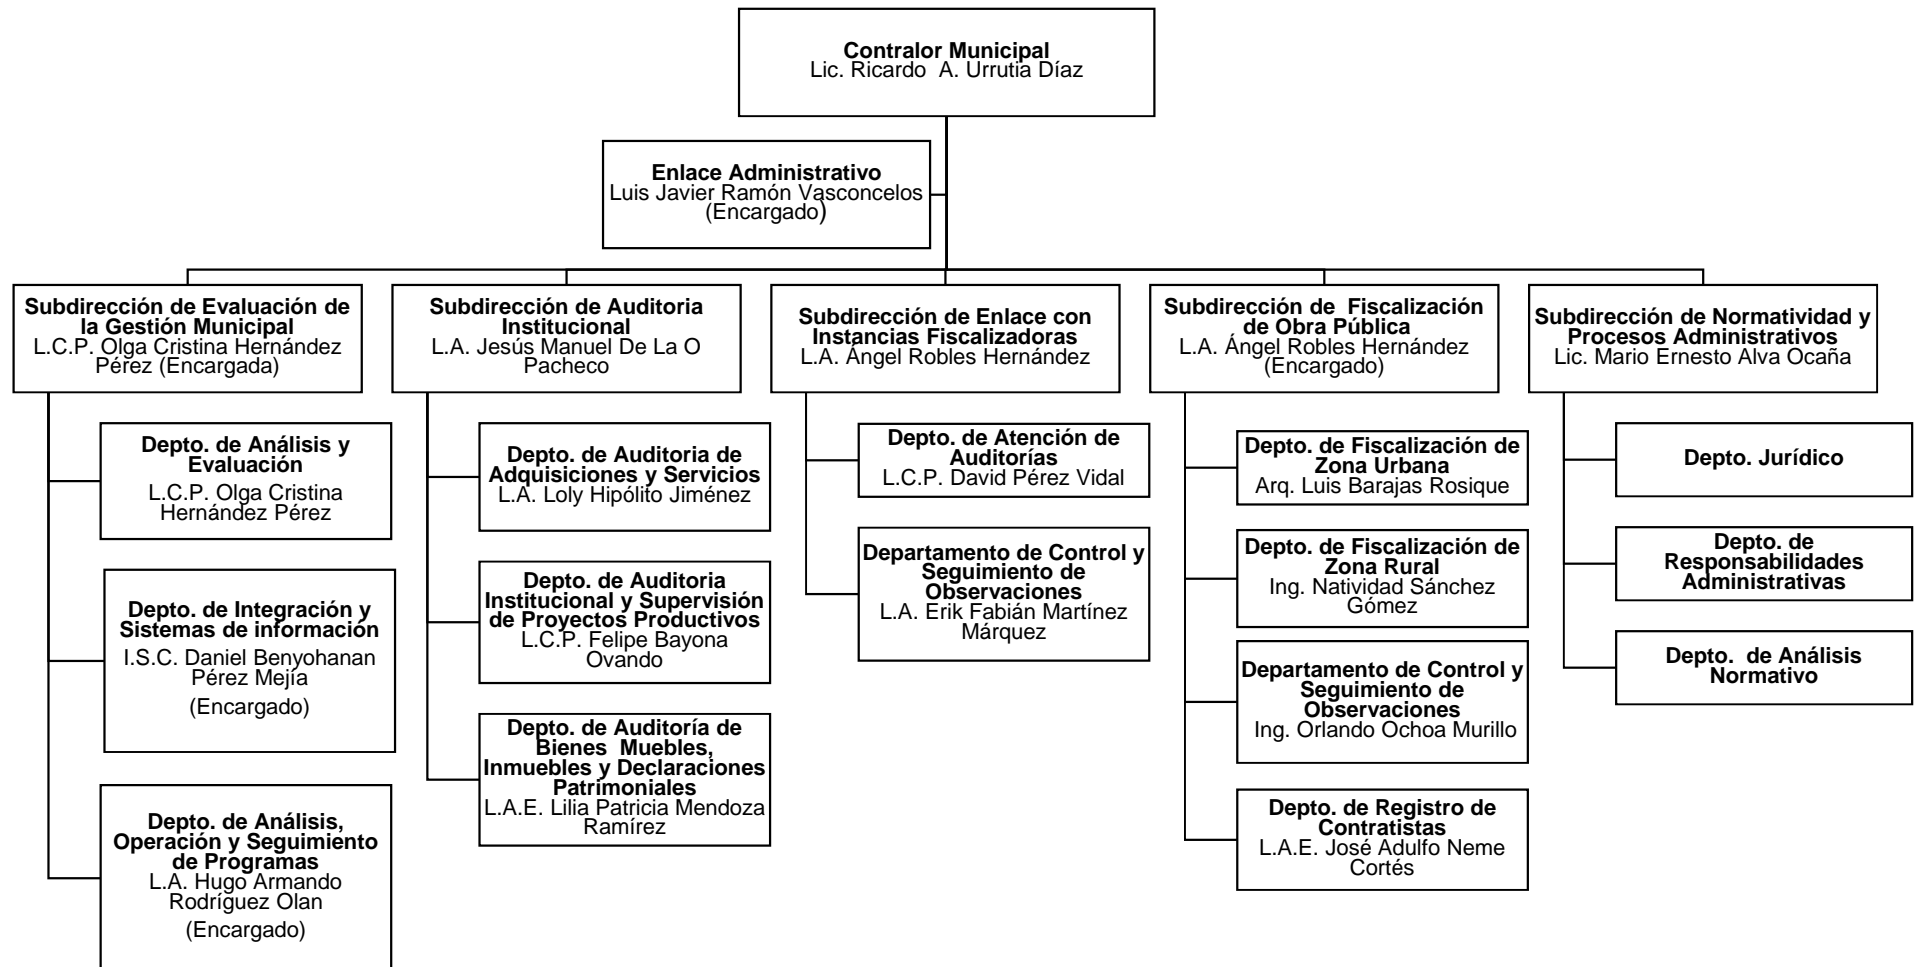 Contralor Municipal
Lic. Ricardo  A. Urrutia Díaz
Enlace Administrativo
Luis Javier Ramón Vasconcelos
(Encargado)
Subdirección de Evaluación de
la Gestión Municipal
L.C.P. Olga Cristina Hernández
Pérez (Encargada)
Depto. de Análisis y
Evaluación
L.C.P. Olga Cristina
Hernández Pérez
Depto. de Integración y
Sistemas de información
I.S.C. Daniel Benyohanan
Pérez Mejía
(Encargado)
Depto. de Análisis,
Operación y Seguimiento
de Programas
L.A. Hugo Armando
Rodríguez Olan
(Encargado)
Subdirección de Auditoria
Institucional
L.A. Jesús Manuel De La O
Pacheco
Depto. de Auditoria de
Adquisiciones y Servicios
L.A. Loly Hipólito Jiménez
Depto. de Auditoria
Institucional y Supervisión
de Proyectos Productivos
L.C.P. Felipe Bayona
Ovando
Depto. de Auditoría de
Bienes  Muebles,
Inmuebles y Declaraciones
Patrimoniales
L.A.E. Lilia Patricia Mendoza
Ramírez
Subdirección de Enlace con
Instancias Fiscalizadoras
L.A. Ángel Robles Hernández
Depto. de Atención de
Auditorías
L.C.P. David Pérez Vidal
Departamento de Control y
Seguimiento de
Observaciones
L.A. Erik Fabián Martínez
Márquez
Subdirección de  Fiscalización
de Obra Pública
L.A. Ángel Robles Hernández
(Encargado)
Depto. de Fiscalización de
Zona Urbana
Arq. Luis Barajas Rosique
Depto. de Fiscalización de
Zona Rural
Ing. Natividad Sánchez
Gómez
Departamento de Control y
Seguimiento de
Observaciones
Ing. Orlando Ochoa Murillo
Depto. de Registro de
Contratistas
L.A.E. José Adulfo Neme
Cortés
Subdirección de Normatividad y
Procesos Administrativos
Lic. Mario Ernesto Alva Ocaña
Depto. Jurídico
Depto. de
Responsabilidades
Administrativas
Depto.  de Análisis
Normativo